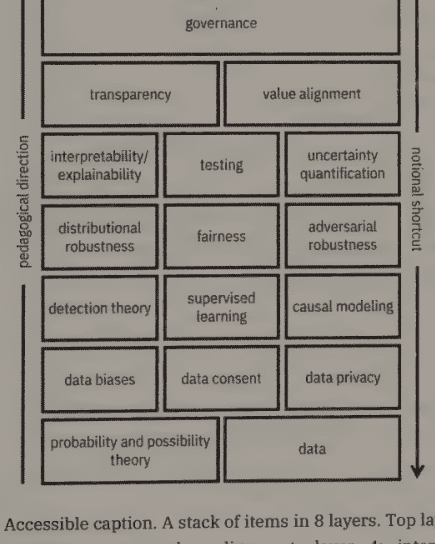 governance
transparency
value alignment
interpretability/
explainability
testing
uncertainty
quantification
distributional
robustness
fairness
adversarial
robustness
detection theory
supervised
learning
causal modeling
data biases
data consent
data privacy
probability and possibility
theory
data
pedagogical direction
notional shortcut
Accessible caption. A stack of items in 8 layers. Top la